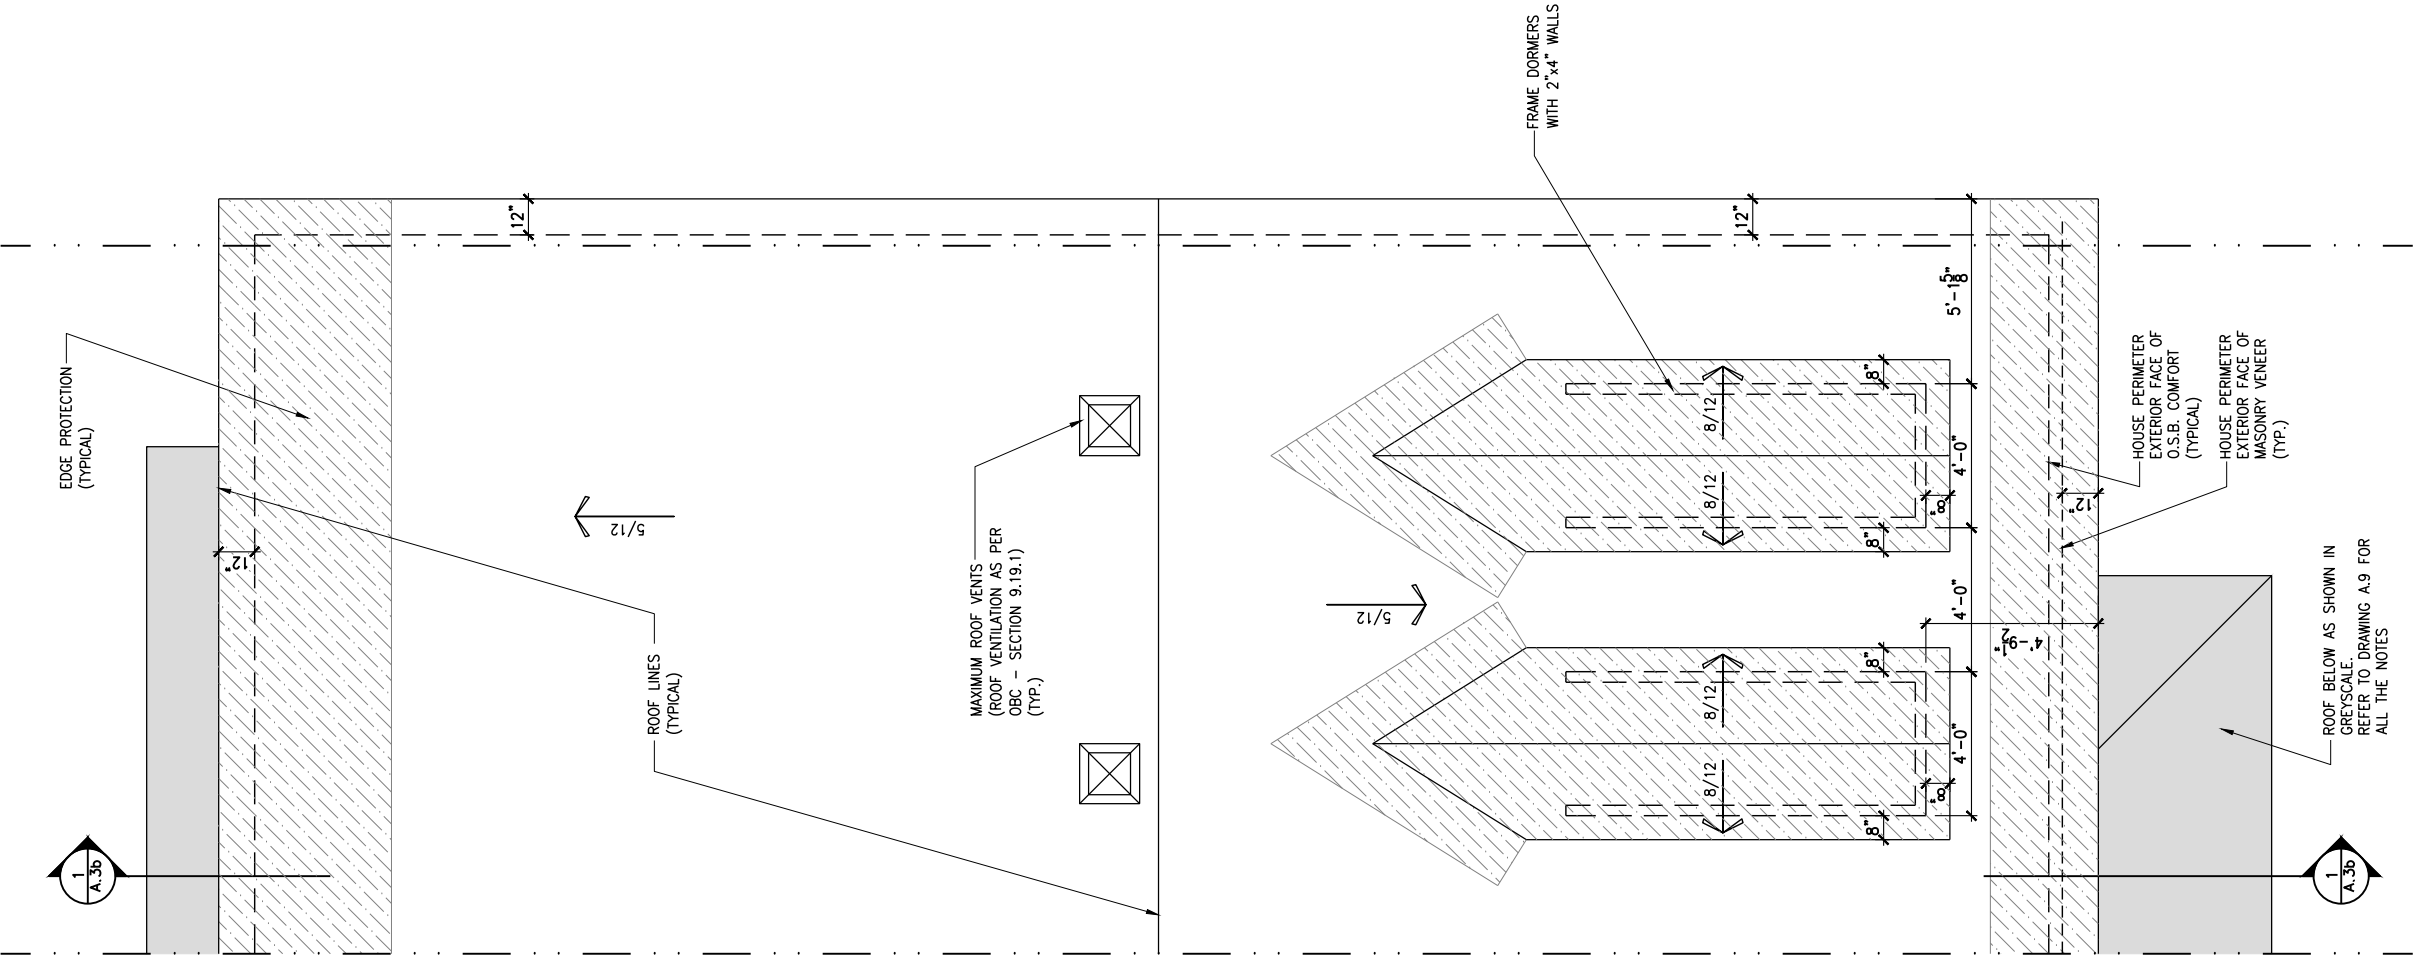 FRAME DORMERS
WITH 2"x4" WALLS
EDGE PROTECTION
(TYPICAL)
12"
12"
5'-1 5/8"
12"
5/12
ROOF LINES
(TYPICAL)
MAXIMUM ROOF VENTS
(ROOF VENTILATION AS PER
OBC - SECTION 9.19.1)
(TYP.)
5/12
8"
8/12
8/12
8"
4'-0"
8"
4'-0"
8"
8/12
8/12
8"
4'-0"
8"
4'-9 1/2"
12"
HOUSE PERIMETER
EXTERIOR FACE OF
O.S.B. COMFORT
(TYPICAL)
HOUSE PERIMETER
EXTERIOR FACE OF
MASONRY VENEER
(TYP.)
ROOF BELOW AS SHOWN IN
GREYSCALE.
REFER TO DRAWING A.9 FOR
ALL THE NOTES
1
A.3b
1
A.3b